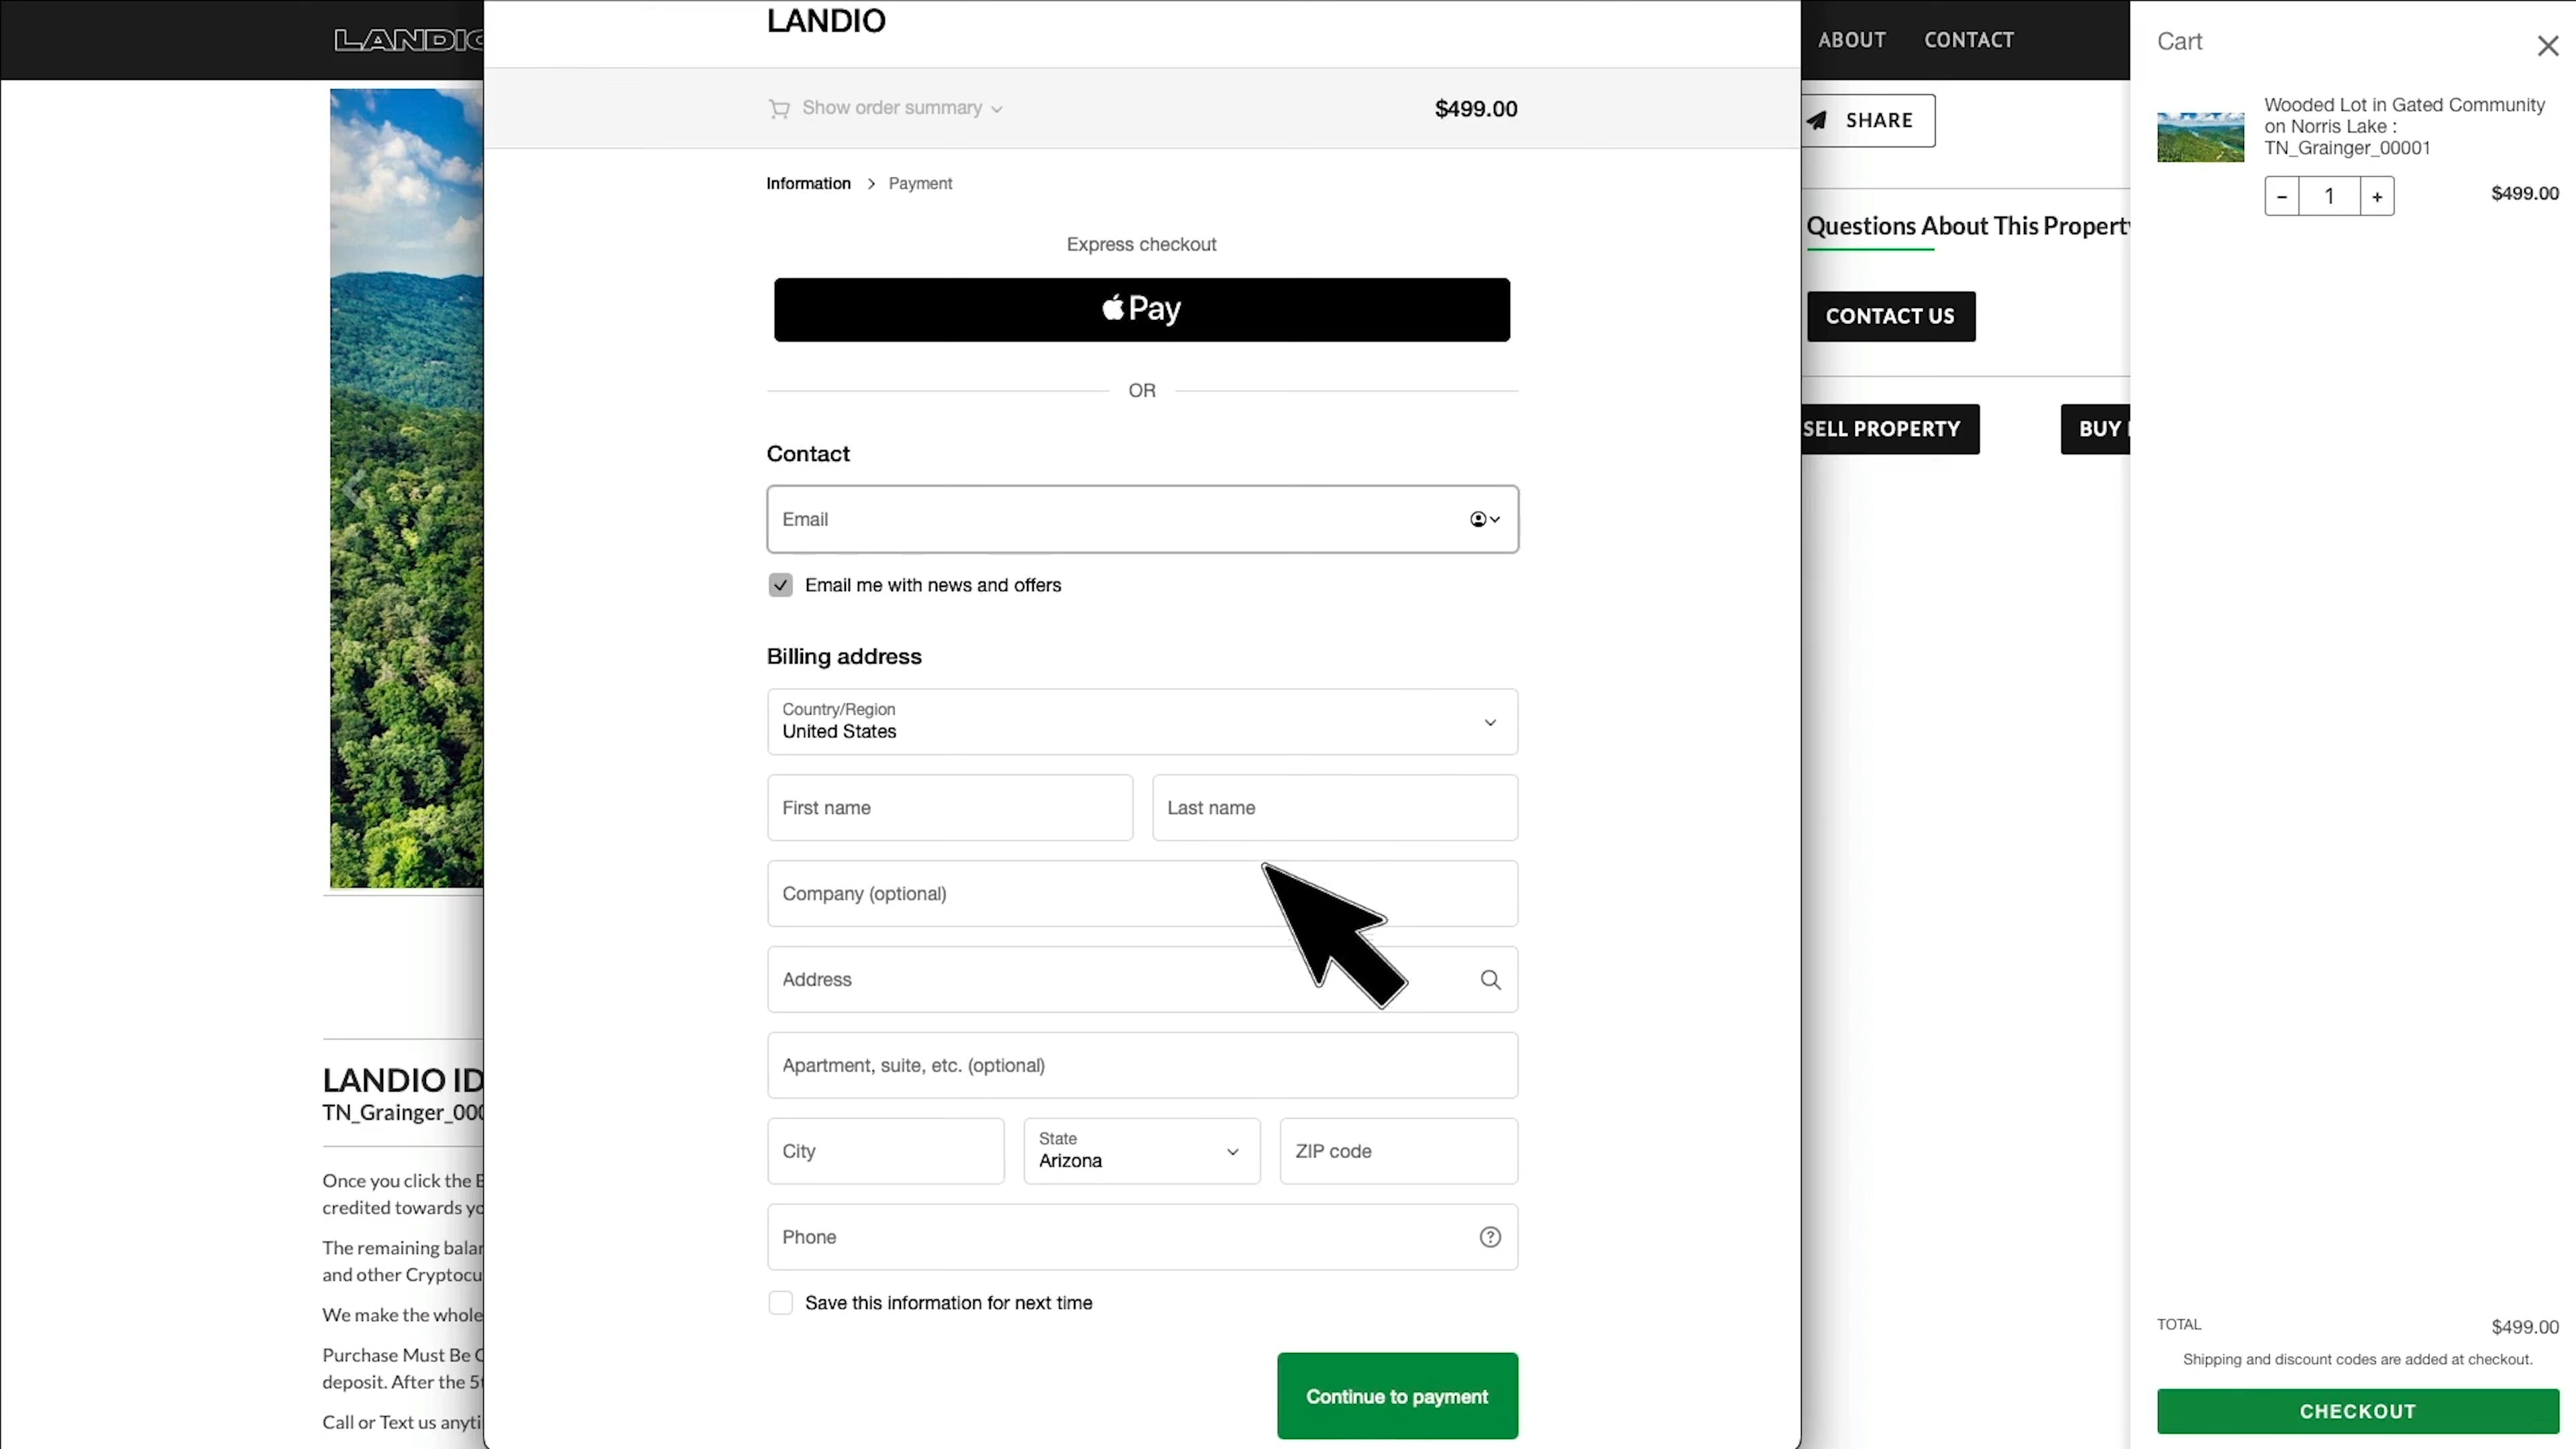 LANDIO
ABOUT
CONTACT
SHARE
Questions About This Property
CONTACT US
SELL PROPERTY
BUY
LANDIO ID
TN_Grainger_000
Once you click the B
credited towards yo
The remaining balan
and other Cryptocu
We make the whole
Purchase Must Be C
deposit. After the 5t
Call or Text us anyti
LANDIO
Show order summary
$499.00
Information > Payment
Express checkout
Pay
OR
Contact
Email
Email me with news and offers
Billing address
Country/Region
United States
First name
Last name
Company (optional)
Address
Apartment, suite, etc. (optional)
City
State
Arizona
ZIP code
Phone
Save this information for next time
Continue to payment
Cart
Wooded Lot in Gated Community
on Norris Lake :
TN_Grainger_00001
- 1 +
$499.00
TOTAL
$499.00
Shipping and discount codes are added at checkout.
CHECKOUT